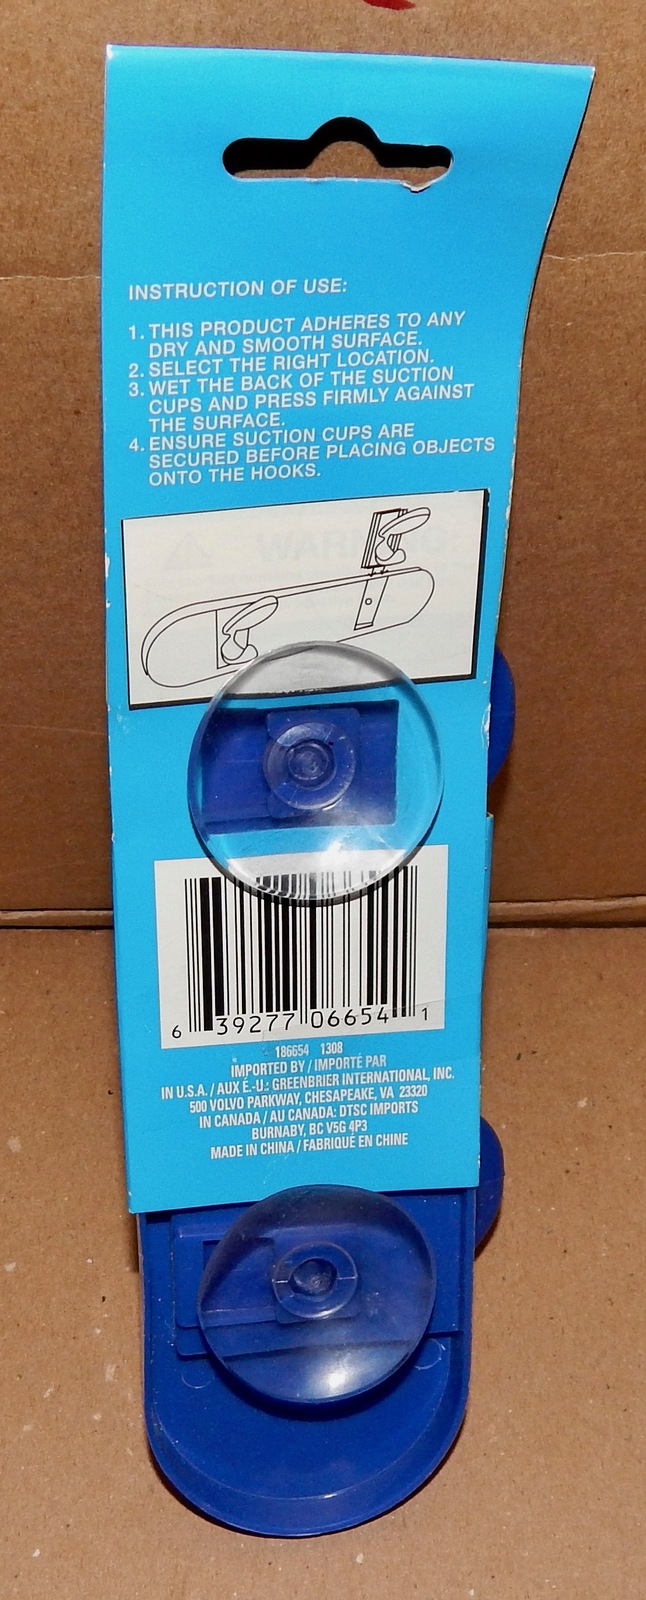 INSTRUCTION OF USE:
1. THIS PRODUCT ADHERES TO ANY
DRY AND SMOOTH SURFACE.
2. SELECT THE RIGHT LOCATION.
3. WET THE BACK OF THE SUCTION
CUPS AND PRESS FIRMLY AGAINST
THE SURFACE.
4. ENSURE SUCTION CUPS ARE
SECURED BEFORE PLACING OBJECTS
ONTO THE HOOKS.
6 39277 06654 1
186654 1308
IMPORTED BY / IMPORTÉ PAR
IN U.S.A. / AUX É.-U.: GREENBRIER INTERNATIONAL, INC.
500 VOLVO PARKWAY, CHESAPEAKE, VA 23320
IN CANADA / AU CANADA: DTSC IMPORTS
BURNABY, BC V5G 4P3
MADE IN CHINA / FABRIQUÉ EN CHINE